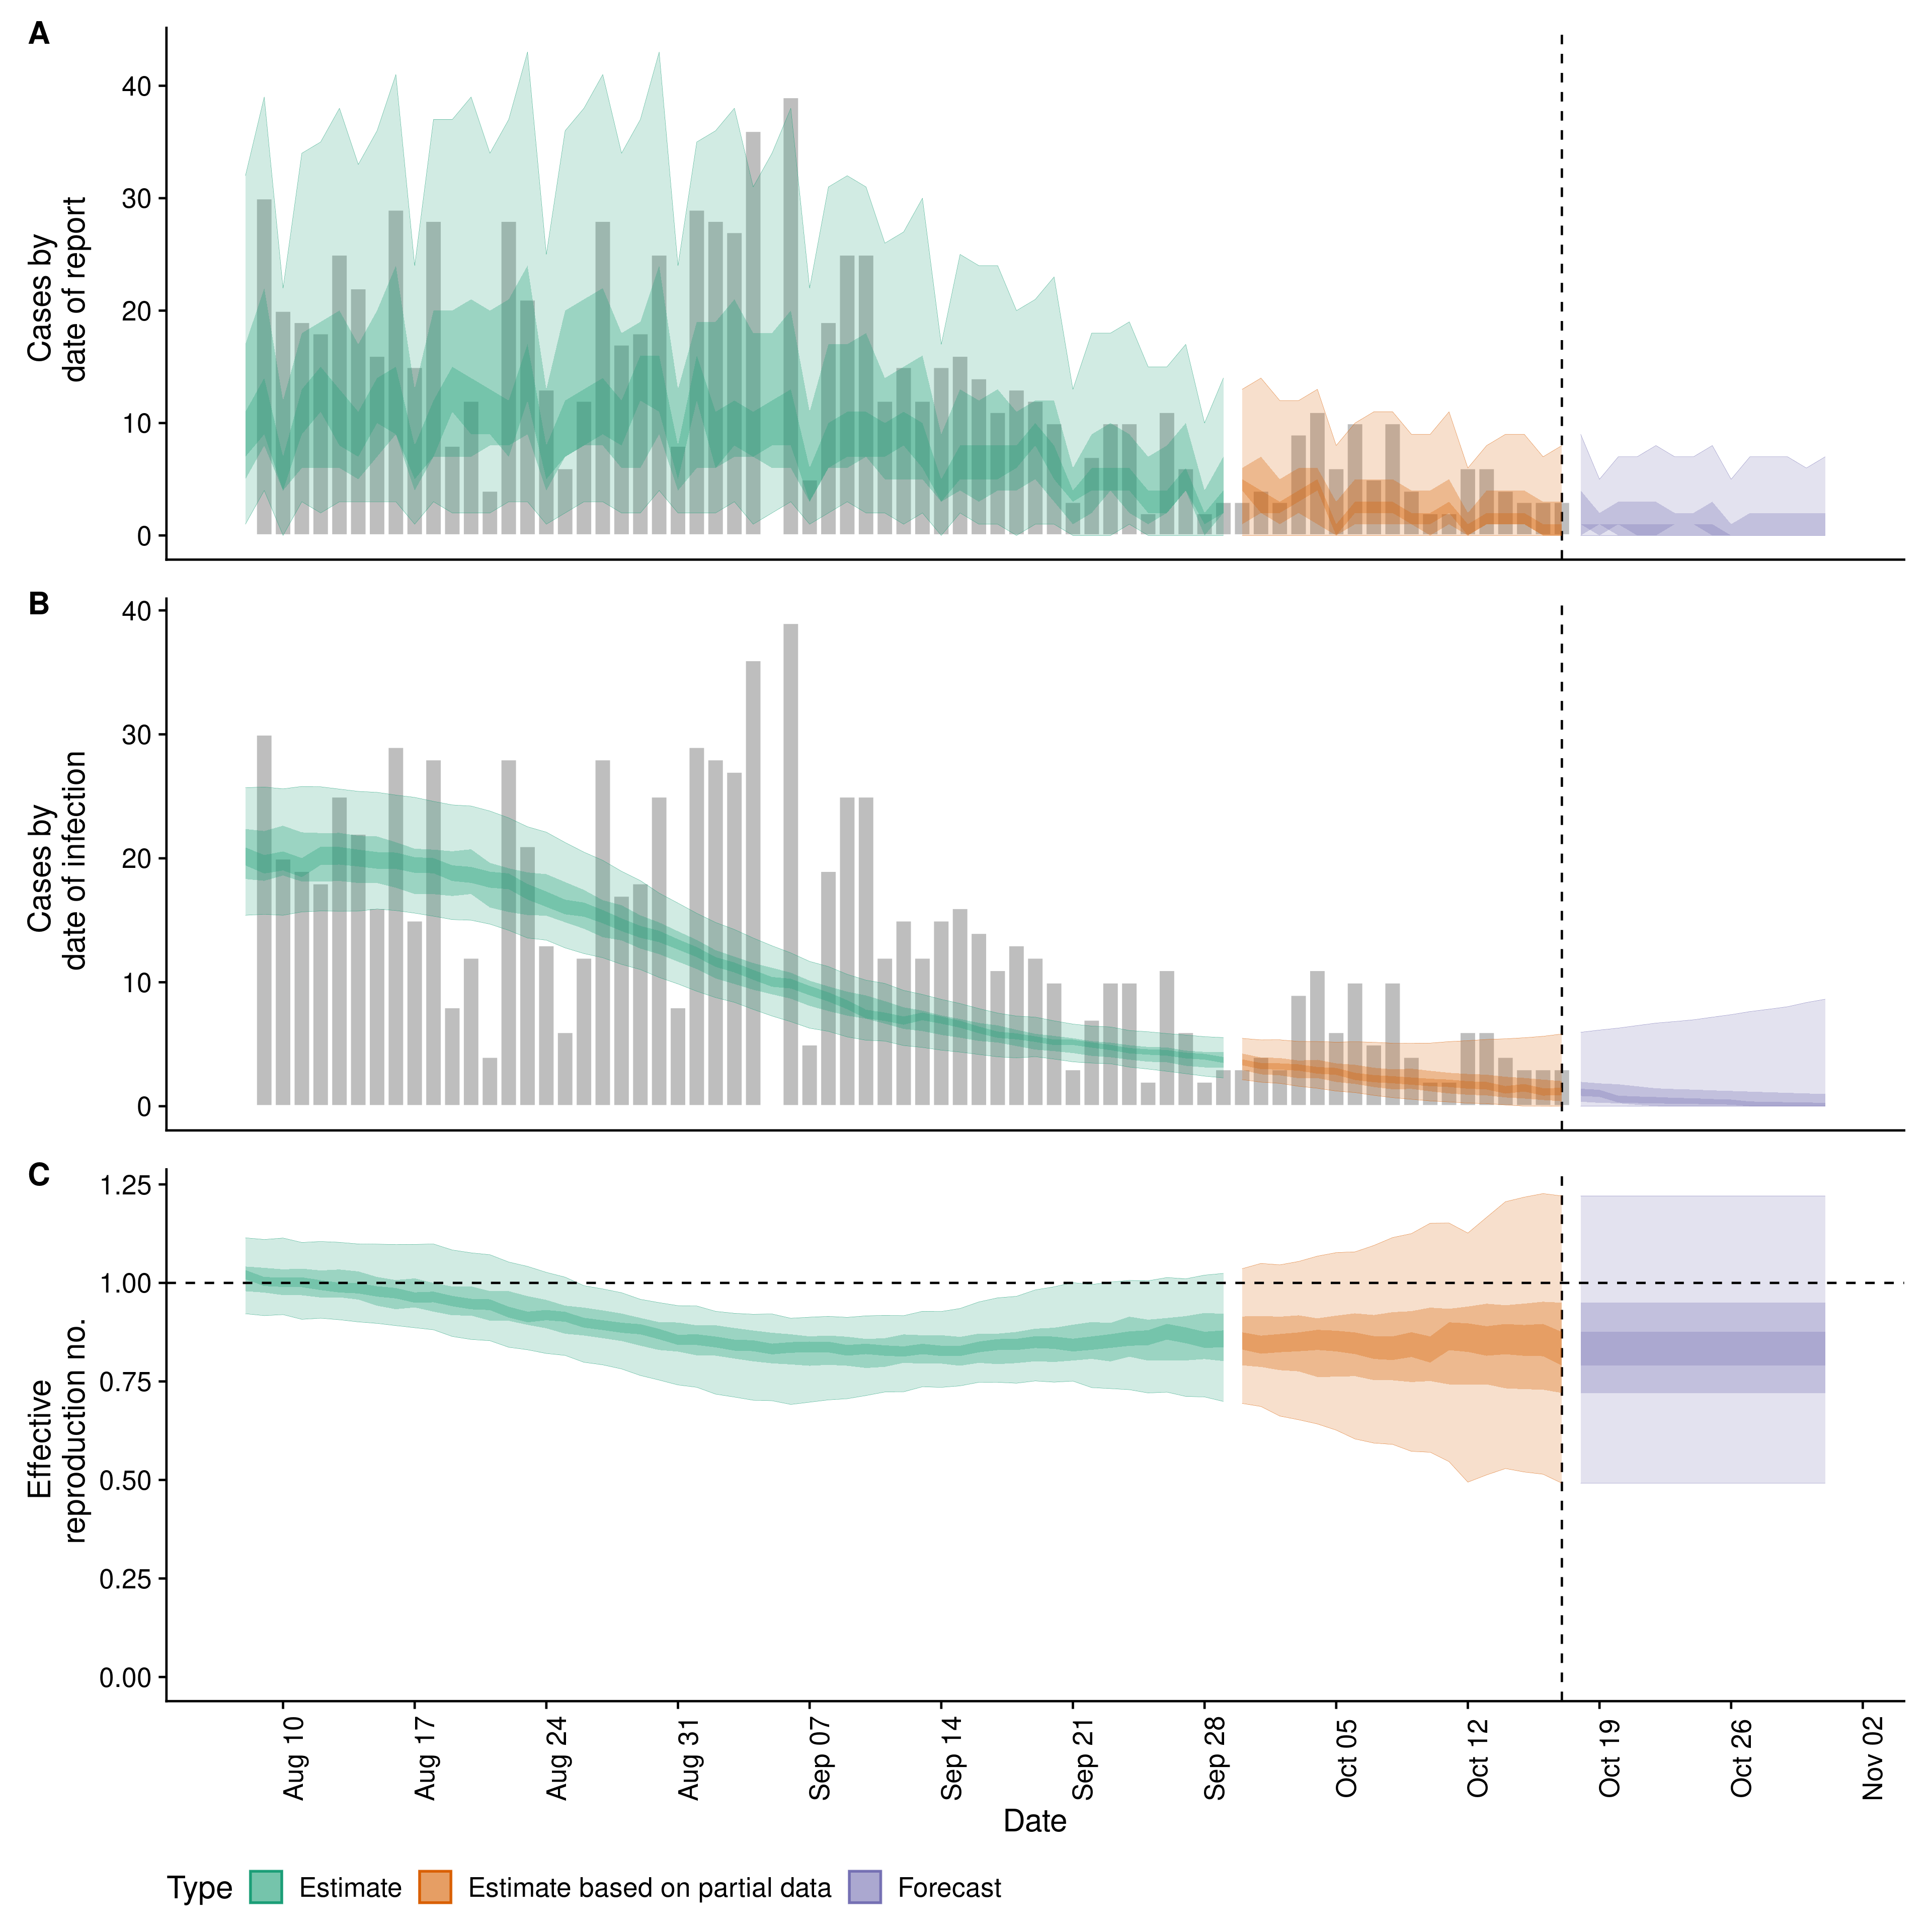 A
Cases by
date of report
40
30
20
10
0
B
Cases by
date of infection
40
30
20
10
0
C
Effective
reproduction no.
1.25
1.00
0.75
0.50
0.25
0.00
Aug 10
Aug 17
Aug 24
Aug 31
Sep 07
Sep 14
Sep 21
Sep 28
Oct 05
Oct 12
Oct 19
Oct 26
Nov 02
Date
Type Estimate Estimate based on partial data Forecast